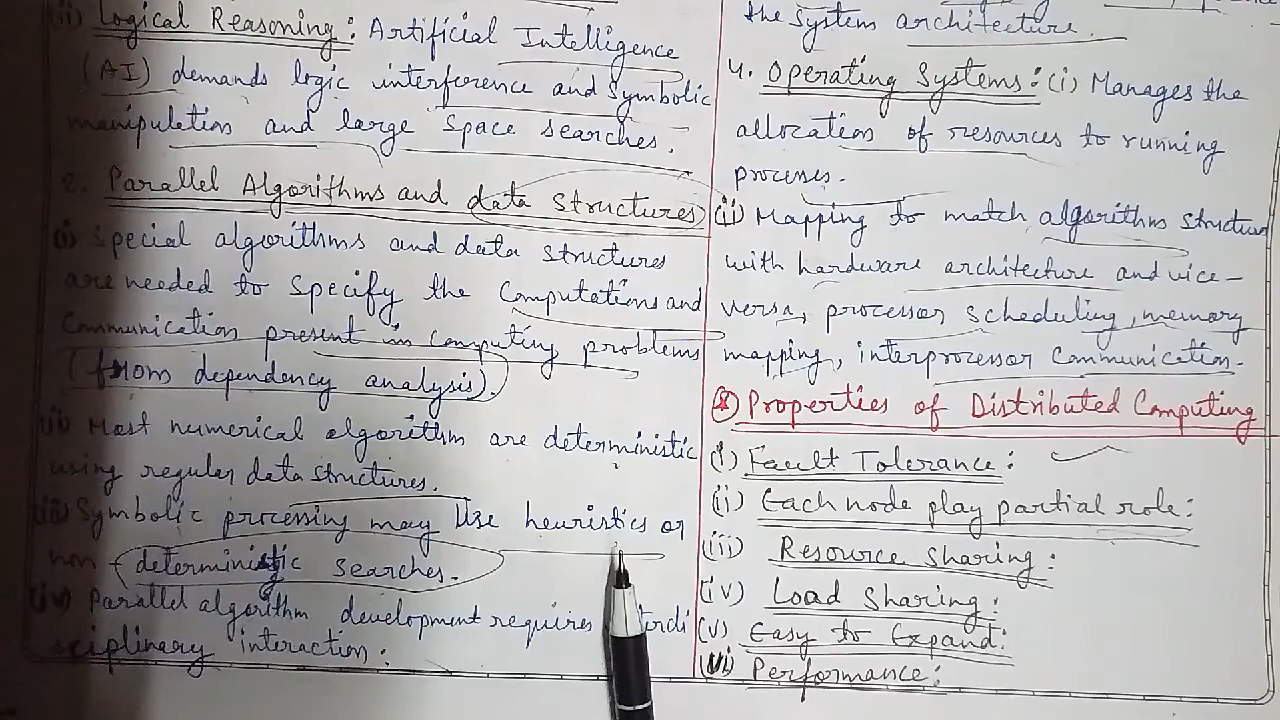 (ii) Logical Reasoning: Artificial Intelligence
(AI) demands logic interference and Symbolic
manipulation and large Space searches.
2. Parallel Algorithms and data Structures
(i) Special algorithms and data structures
are needed to Specify the Computations and
Communication present in computing problems
(from dependency analysis).
(ii) Most numerical algorithm are deterministic
using reguler data structures.
(iii) Symbolic processing may Use heuristics or
non-deterministic searches.
(iv) Parallel algorithm development requires
sciplinary interaction:
the System architecture.
4. Operating Systems: (i) Manages the
allocation of resources to running
proceses.
(ii) Mapping to match algorithm structure
with hardware architecture and vice-
versa, processor scheduling, memory
mapping, interprocessor communication.
Properties of Distributed Computing
(i) Fault Tolerance:
(ii) Each node play partial role:
(iii) Resource Sharing:
(iv) Load Sharing:
(v) Easy to Expand:
(vi) Performance: